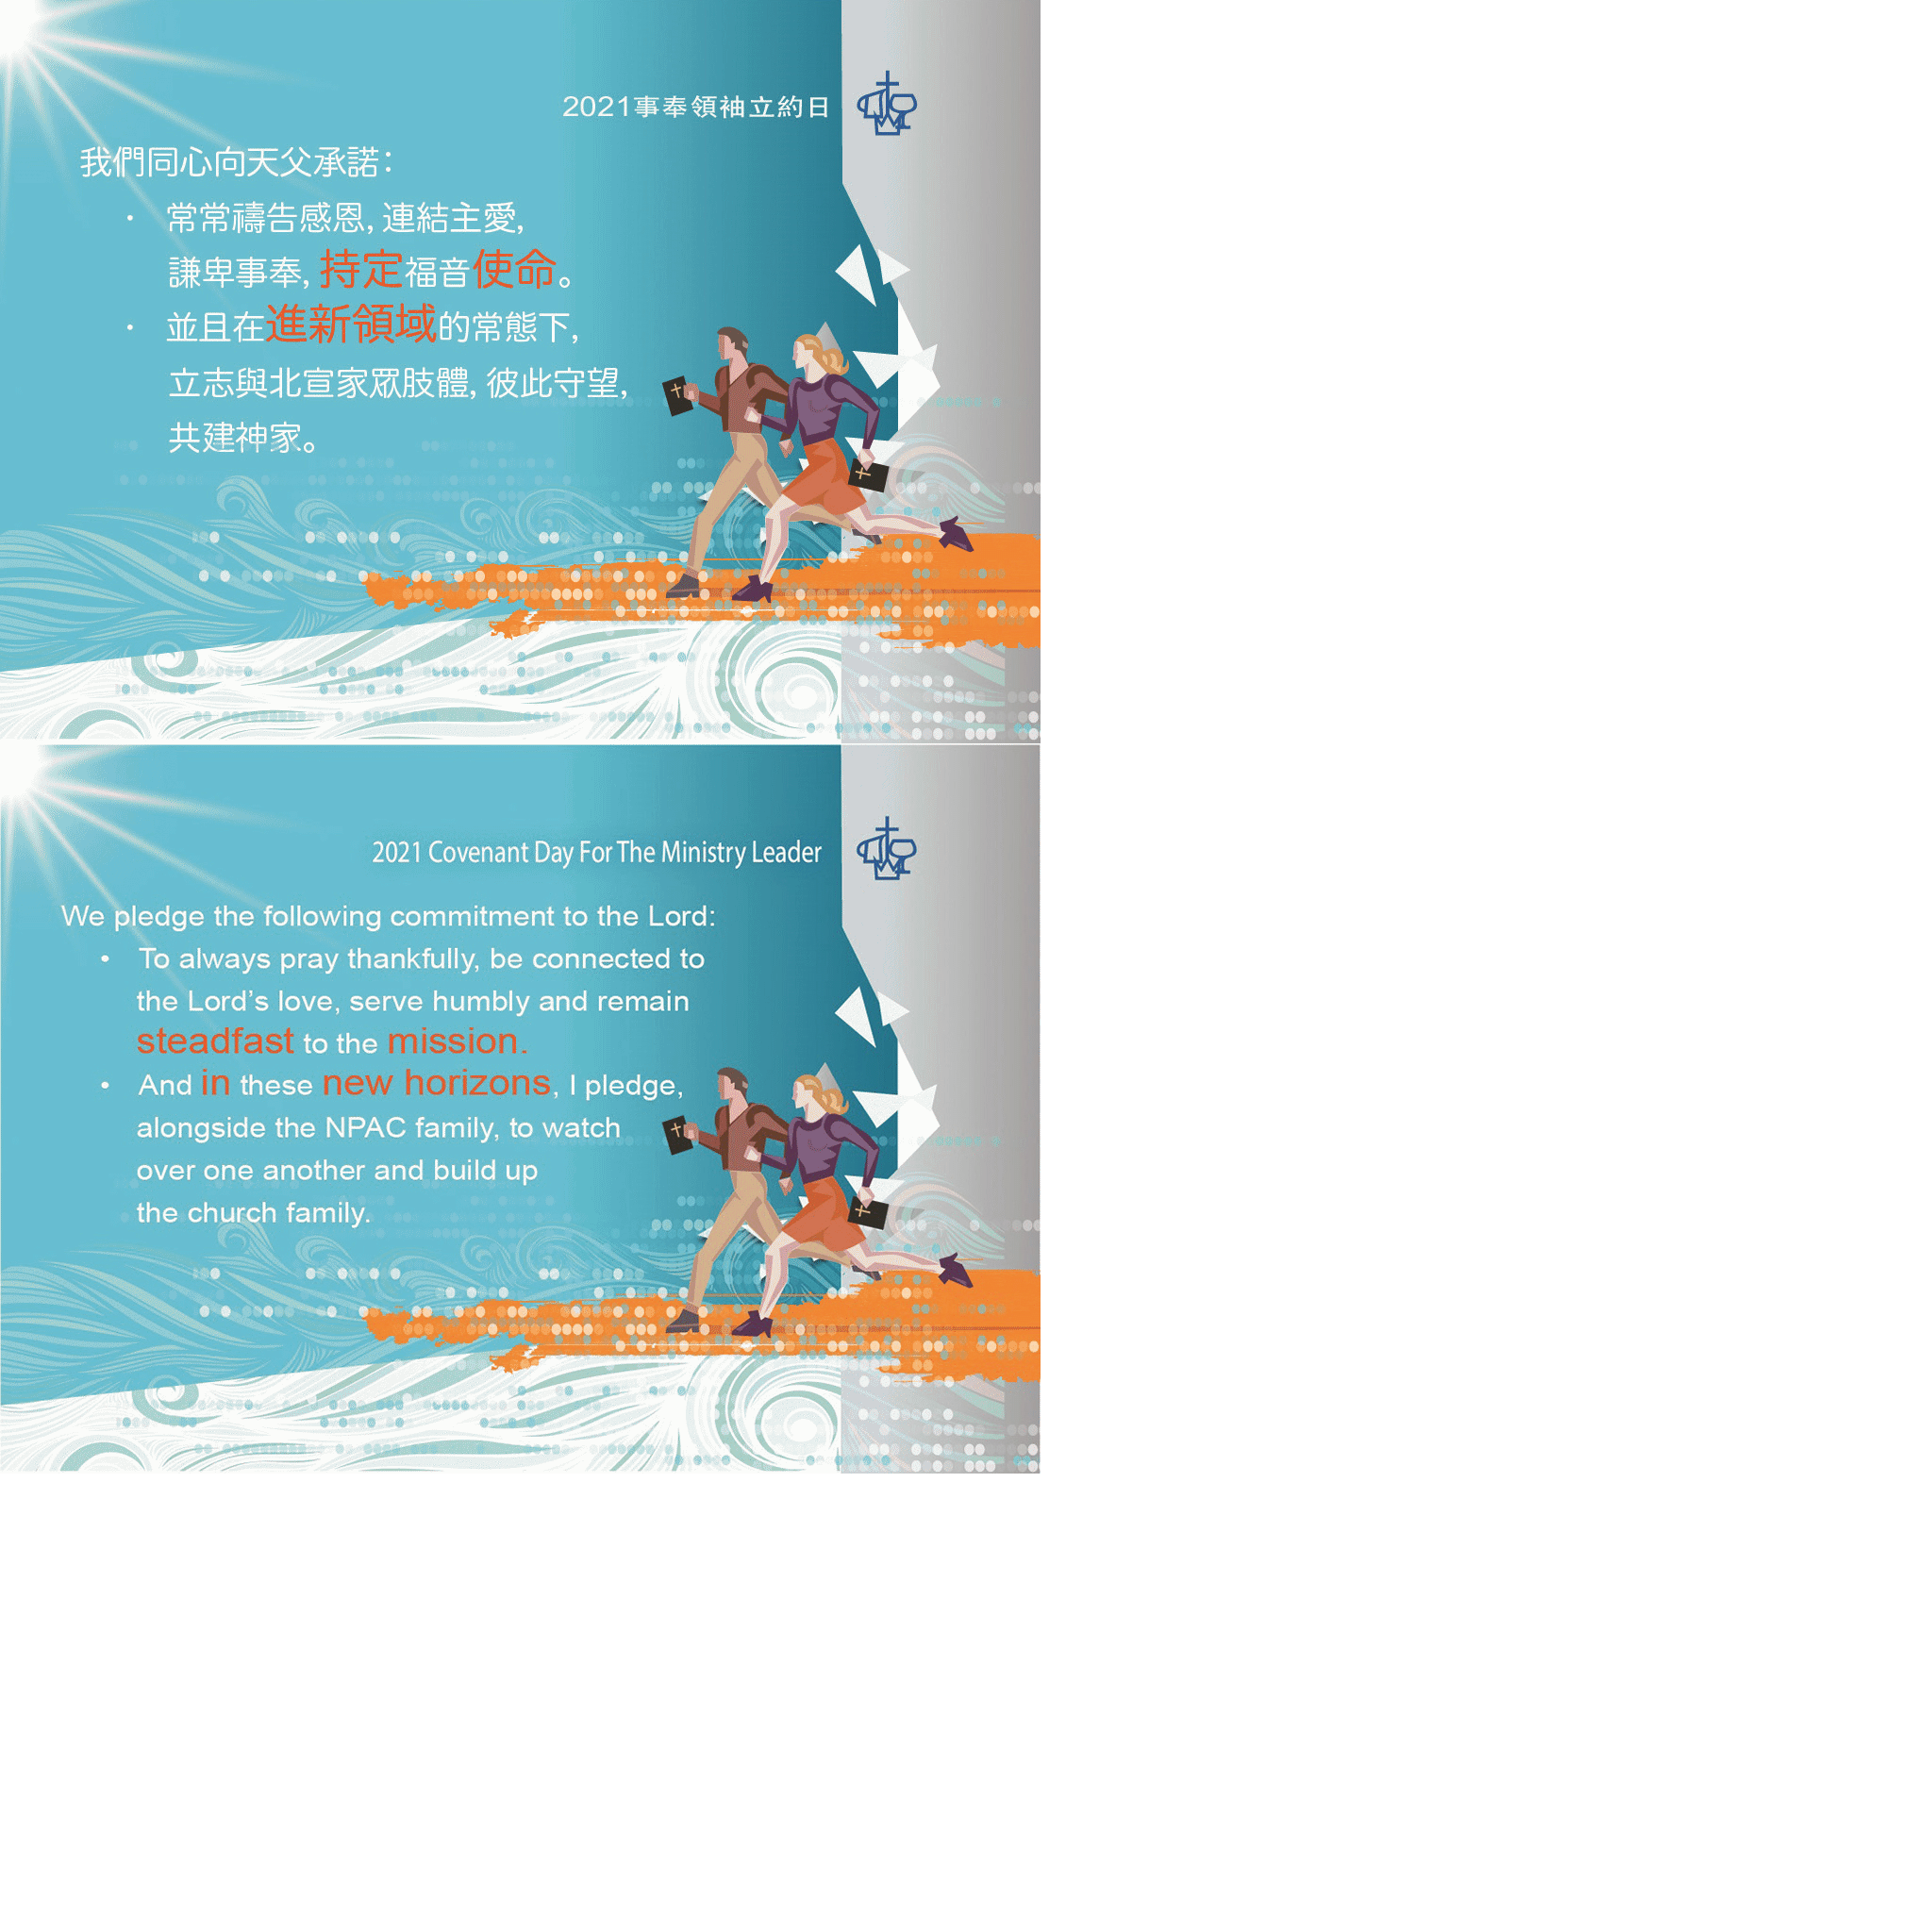 2021事奉領袖立約日
我們同心向天父承諾：
• 常常禱告感恩，連結主愛，
謙卑事奉，持定福音使命。
• 並且在進新領域的常態下，
立志與北宣家眾肢體，彼此守望，
共建神家。
2021 Covenant Day For The Ministry Leader
We pledge the following commitment to the Lord:
• To always pray thankfully, be connected to
the Lord’s love, serve humbly and remain
steadfast to the mission.
• And in these new horizons, I pledge,
alongside the NPAC family, to watch
over one another and build up
the church family.